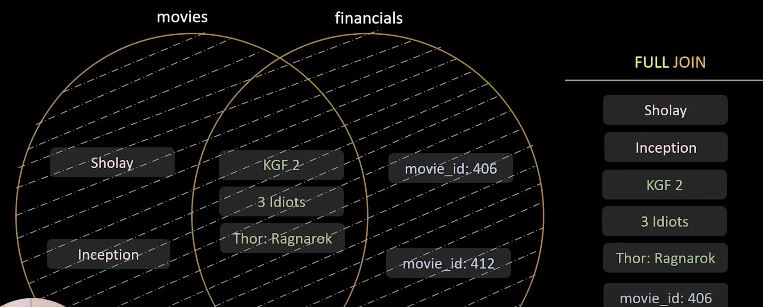 movies
financials
FULL JOIN
Sholay
Inception
KGF 2
3 Idiots
Thor: Ragnarok
movie_id: 406
movie_id: 412
Sholay
Inception
KGF 2
3 Idiots
Thor: Ragnarok
movie_id: 406